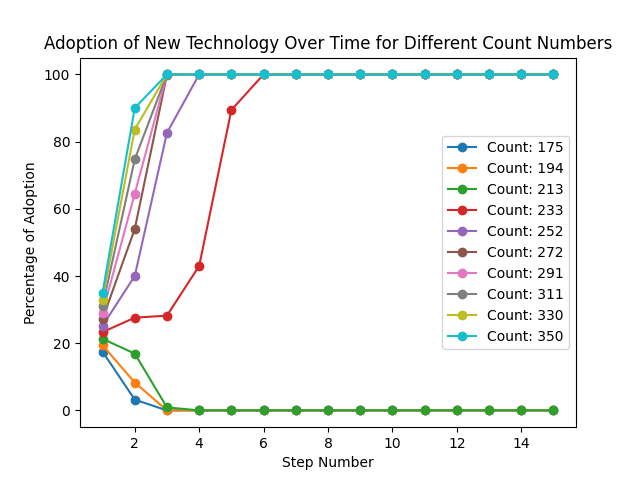 Adoption of New Technology Over Time for Different Count Numbers
Percentage of Adoption
100
80
60
40
20
0
2
4
6
8
10
12
14
Step Number
Count: 175
Count: 194
Count: 213
Count: 233
Count: 252
Count: 272
Count: 291
Count: 311
Count: 330
Count: 350